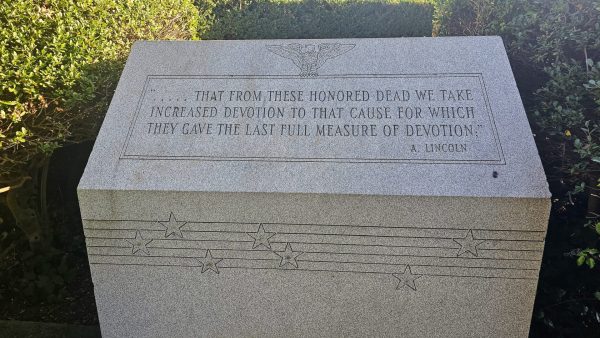 "..... THAT FROM THESE HONORED DEAD WE TAKE
INCREASED DEVOTION TO THAT CAUSE FOR WHICH
THEY GAVE THE LAST FULL MEASURE OF DEVOTION,"
A. LINCOLN